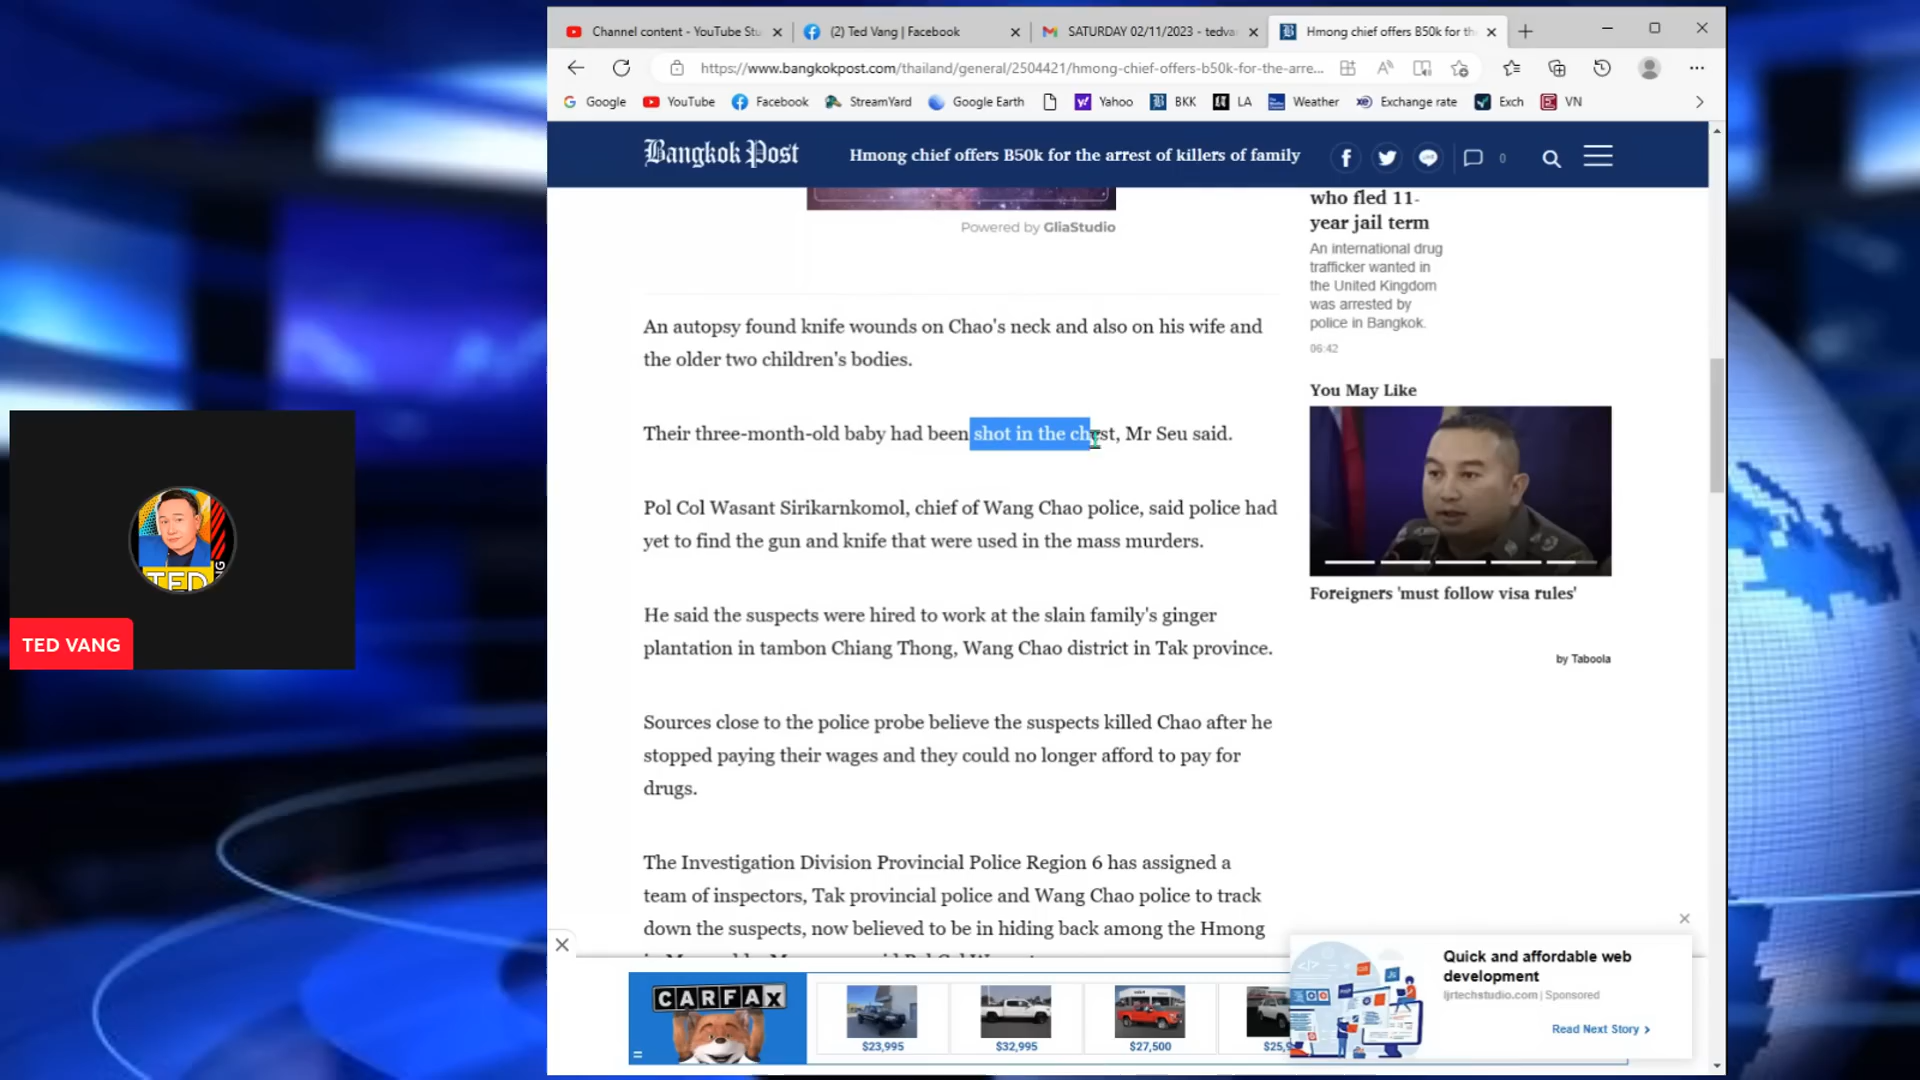 Channel content - YouTube Stu
(2) Ted Vang | Facebook
SATURDAY 02/11/2023 - tedva
Hmong chief offers B50k for th
https://www.bangkokpost.com/thailand/general/2504421/hmong-chief-offers-b50k-for-the-arre...
Google
YouTube
Facebook
StreamYard
Google Earth
Yahoo
BKK
LA
Weather
Exchange rate
Exch
VN
Bangkok Post
Hmong chief offers B50k for the arrest of killers of family
0
Powered by GliaStudio
An autopsy found knife wounds on Chao's neck and also on his wife and
the older two children's bodies.
Their three-month-old baby had been shot in the chest, Mr Seu said.
Pol Col Wasant Sirikarnkomol, chief of Wang Chao police, said police had
yet to find the gun and knife that were used in the mass murders.
He said the suspects were hired to work at the slain family's ginger
plantation in tambon Chiang Thong, Wang Chao district in Tak province.
Sources close to the police probe believe the suspects killed Chao after he
stopped paying their wages and they could no longer afford to pay for
drugs.
The Investigation Division Provincial Police Region 6 has assigned a
team of inspectors, Tak provincial police and Wang Chao police to track
down the suspects, now believed to be in hiding back among the Hmong
who fled 11-
year jail term
An international drug
trafficker wanted in
the United Kingdom
was arrested by
police in Bangkok.
06:42
You May Like
Foreigners 'must follow visa rules'
by Taboola
TED
TED VANG
CARFAX
$23,995
$32,995
$27,500
Quick and affordable web
development
ljrtechstudio.com | Sponsored
Read Next Story